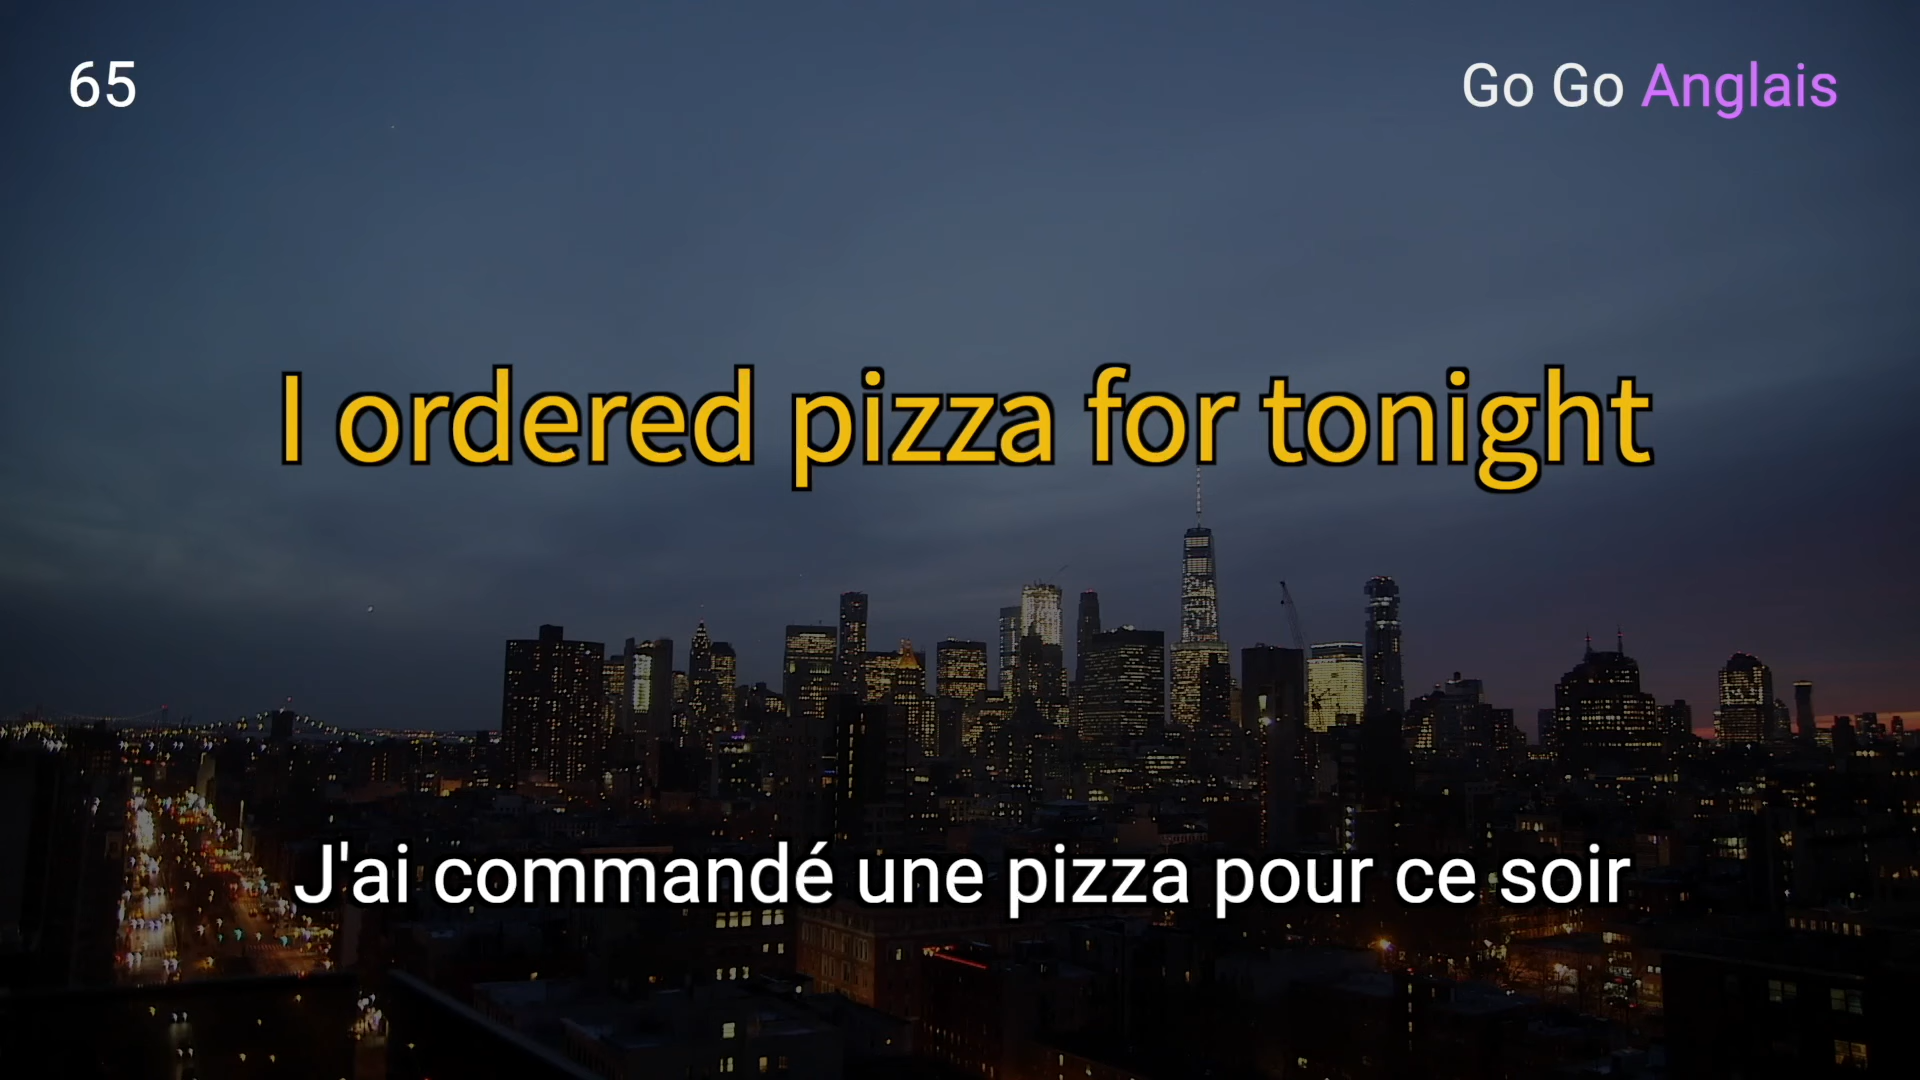 65
Go Go Anglais
I ordered pizza for tonight
J'ai commandé une pizza pour ce soir